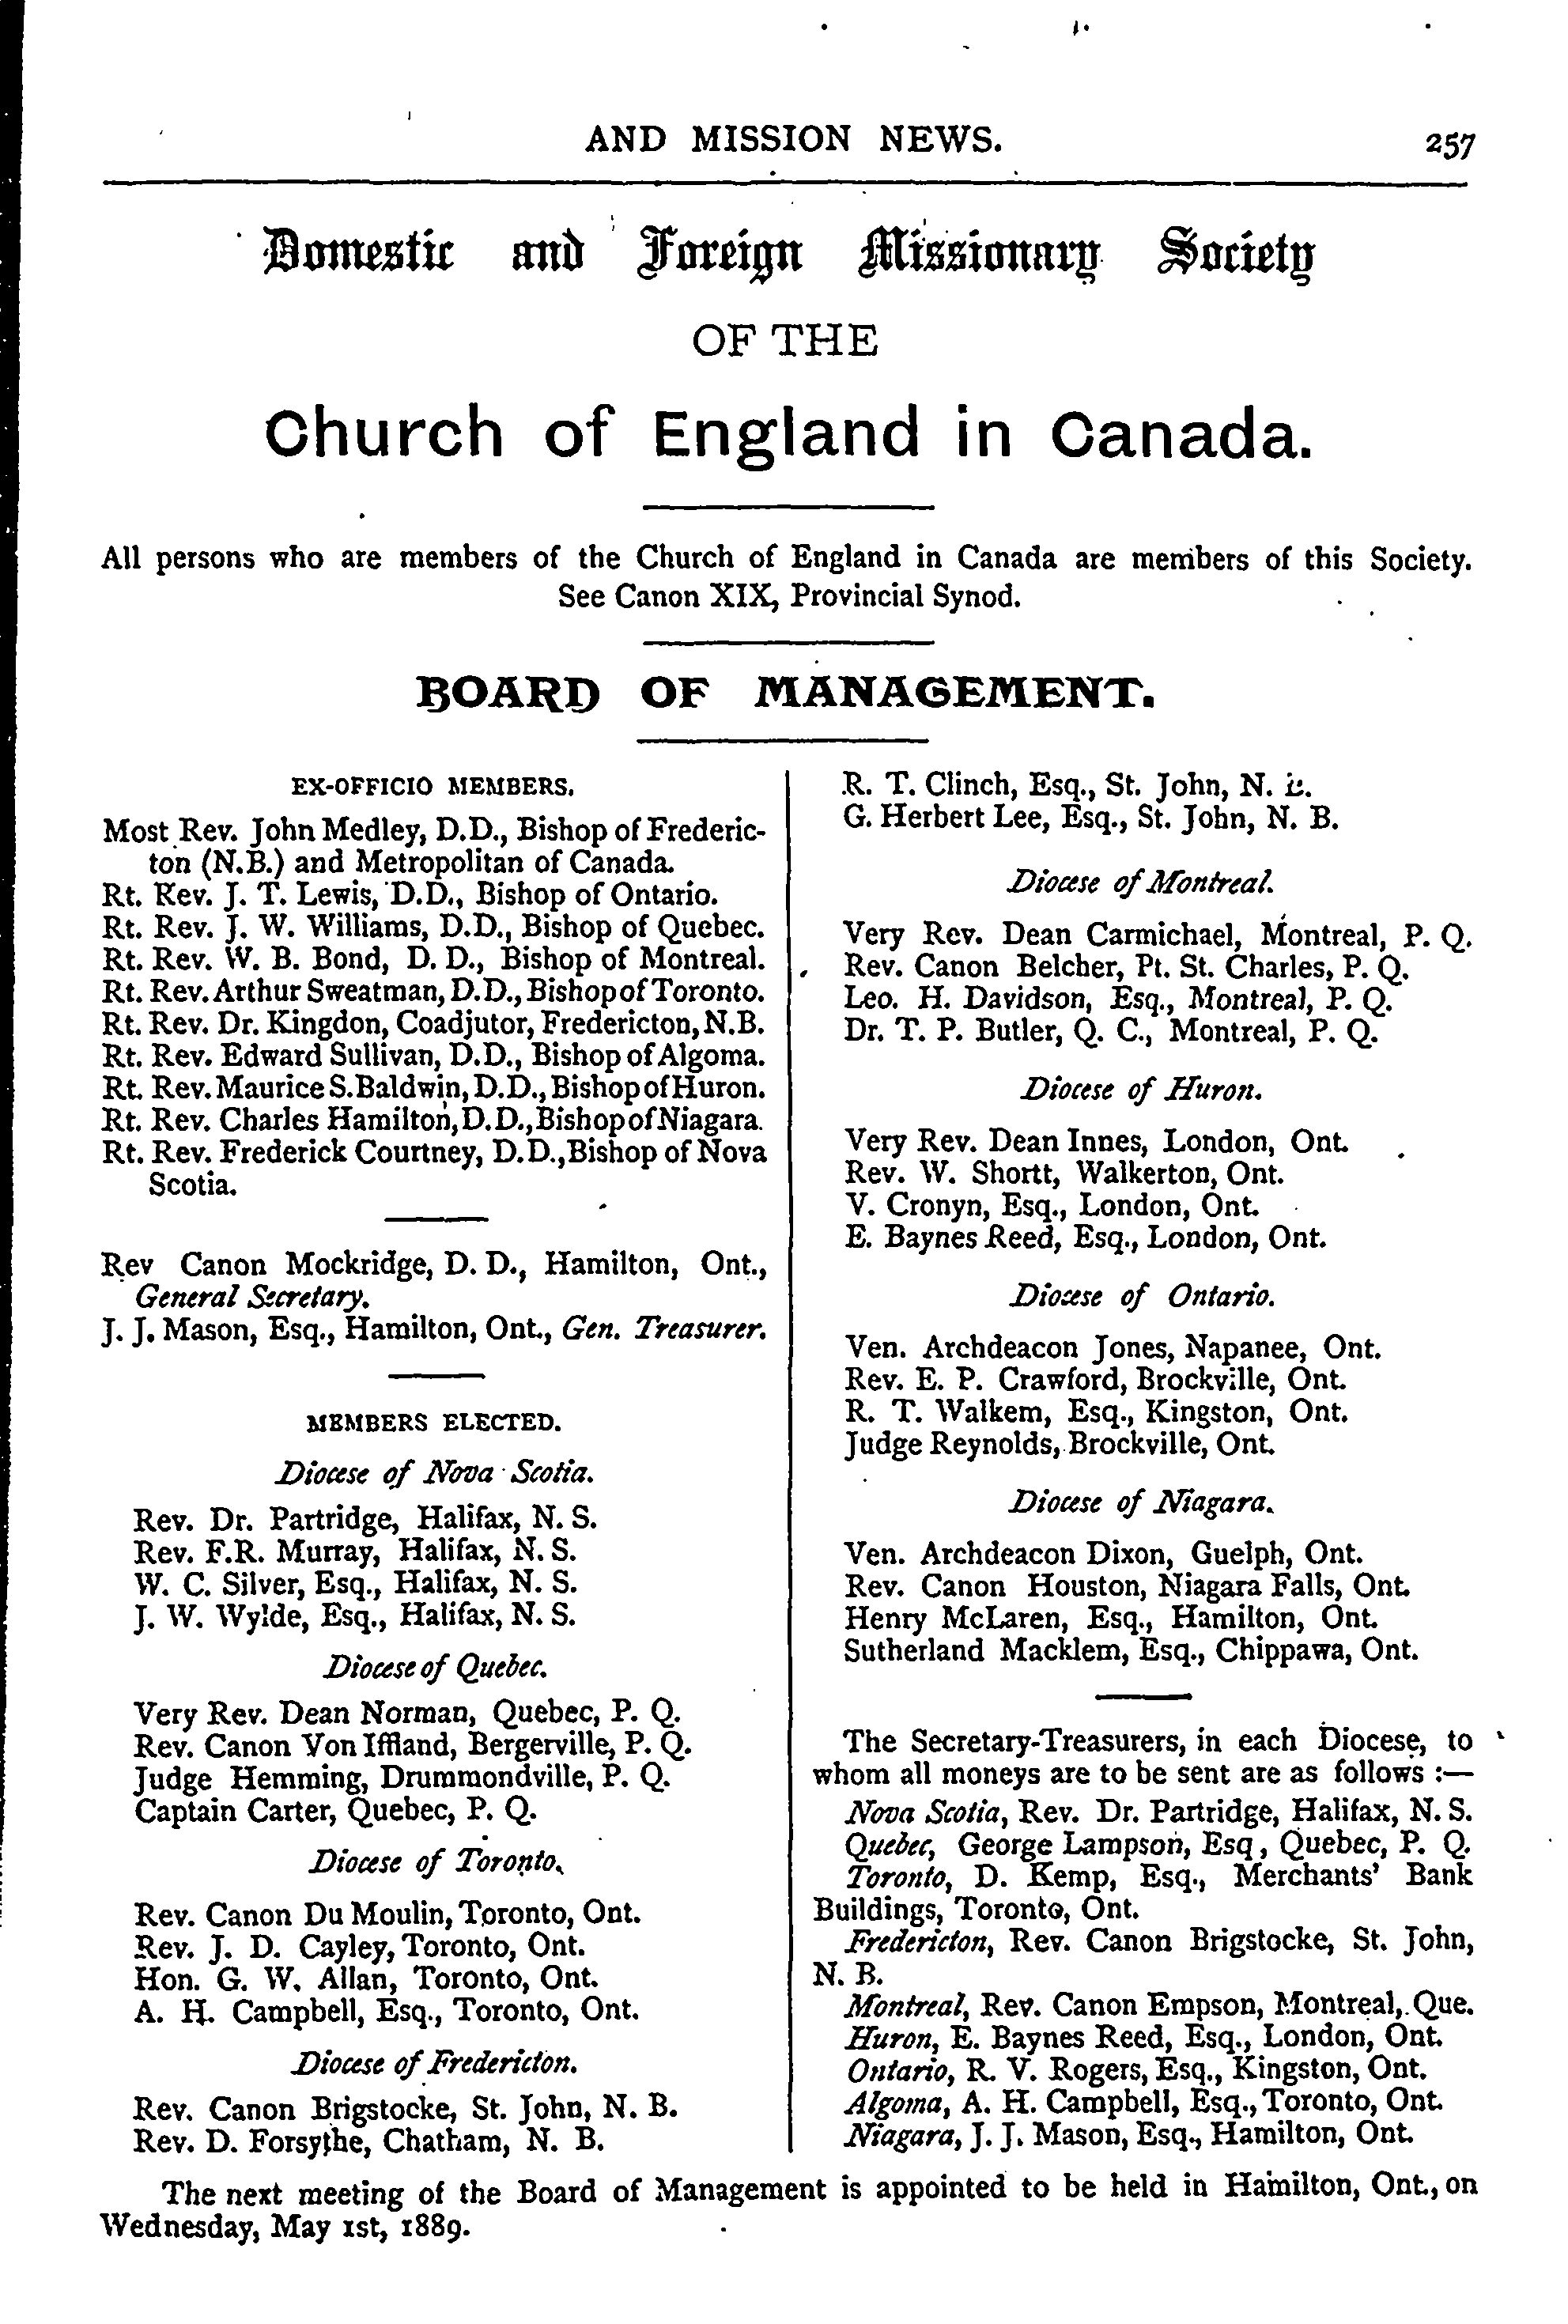 AND MISSION NEWS. 257
Domestic and Foreign Missionary Society
OF THE
Church of England in Canada.
All persons who are members of the Church of England in Canada are members of this Society.
See Canon XIX, Provincial Synod.
BOARD OF MANAGEMENT.
EX-OFFICIO MEMBERS.
Most Rev. John Medley, D.D., Bishop of Frederic-
ton (N.B.) and Metropolitan of Canada.
Rt. Rev. J. T. Lewis, D.D., Bishop of Ontario.
Rt. Rev. J. W. Williams, D.D., Bishop of Quebec.
Rt. Rev. W. B. Bond, D. D., Bishop of Montreal.
Rt. Rev. Arthur Sweatman, D.D., Bishop of Toronto.
Rt. Rev. Dr. Kingdon, Coadjutor, Fredericton, N.B.
Rt. Rev. Edward Sullivan, D.D., Bishop of Algoma.
Rt. Rev. Maurice S. Baldwin, D.D., Bishop of Huron.
Rt. Rev. Charles Hamilton, D.D., Bishop of Niagara.
Rt. Rev. Frederick Courtney, D.D., Bishop of Nova
Scotia.
Rev Canon Mockridge, D. D., Hamilton, Ont.,
General Secretary.
J. J. Mason, Esq., Hamilton, Ont., Gen. Treasurer.
MEMBERS ELECTED.
Diocese of Nova Scotia.
Rev. Dr. Partridge, Halifax, N. S.
Rev. F.R. Murray, Halifax, N. S.
W. C. Silver, Esq., Halifax, N. S.
J. W. Wylde, Esq., Halifax, N. S.
Diocese of Quebec.
Very Rev. Dean Norman, Quebec, P. Q.
Rev. Canon Von Iffland, Bergerville, P. Q.
Judge Hemming, Drummondville, P. Q.
Captain Carter, Quebec, P. Q.
Diocese of Toronto.
Rev. Canon Du Moulin, Toronto, Ont.
Rev. J. D. Cayley, Toronto, Ont.
Hon. G. W. Allan, Toronto, Ont.
A. H. Campbell, Esq., Toronto, Ont.
Diocese of Fredericton.
Rev. Canon Brigstocke, St. John, N. B.
Rev. D. Forsythe, Chatham, N. B.
R. T. Clinch, Esq., St. John, N. B.
G. Herbert Lee, Esq., St. John, N. B.
Diocese of Montreal.
Very Rev. Dean Carmichael, Montreal, P. Q.
Rev. Canon Belcher, Pt. St. Charles, P. Q.
Leo. H. Davidson, Esq., Montreal, P. Q.
Dr. T. P. Butler, Q. C., Montreal, P. Q.
Diocese of Huron.
Very Rev. Dean Innes, London, Ont.
Rev. W. Shortt, Walkerton, Ont.
V. Cronyn, Esq., London, Ont.
E. Baynes Reed, Esq., London, Ont.
Diocese of Ontario.
Ven. Archdeacon Jones, Napanee, Ont.
Rev. E. P. Crawford, Brockville, Ont.
R. T. Walkem, Esq., Kingston, Ont.
Judge Reynolds, Brockville, Ont.
Diocese of Niagara.
Ven. Archdeacon Dixon, Guelph, Ont.
Rev. Canon Houston, Niagara Falls, Ont.
Henry McLaren, Esq., Hamilton, Ont.
Sutherland Macklem, Esq., Chippawa, Ont.
The Secretary-Treasurers, in each Diocese, to
whom all moneys are to be sent are as follows :—
Nova Scotia, Rev. Dr. Partridge, Halifax, N. S.
Quebec, George Lampson, Esq, Quebec, P. Q.
Toronto, D. Kemp, Esq., Merchants' Bank
Buildings, Toronto, Ont.
Fredericton, Rev. Canon Brigstocke, St. John,
N. B.
Montreal, Rev. Canon Empson, Montreal, Que.
Huron, E. Baynes Reed, Esq., London, Ont.
Ontario, R. V. Rogers, Esq., Kingston, Ont.
Algoma, A. H. Campbell, Esq., Toronto, Ont.
Niagara, J. J. Mason, Esq., Hamilton, Ont.
The next meeting of the Board of Management is appointed to be held in Hamilton, Ont., on
Wednesday, May 1st, 1889.